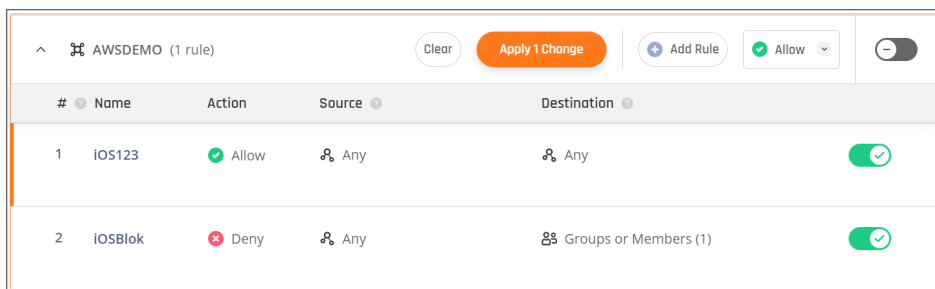 AWSDEMO (1 rule) Clear Apply 1 Change Add Rule Allow
# Name Action Source Destination
1 iOS123 Allow Any Any
2 iOSBlok Deny Any Groups or Members (1)